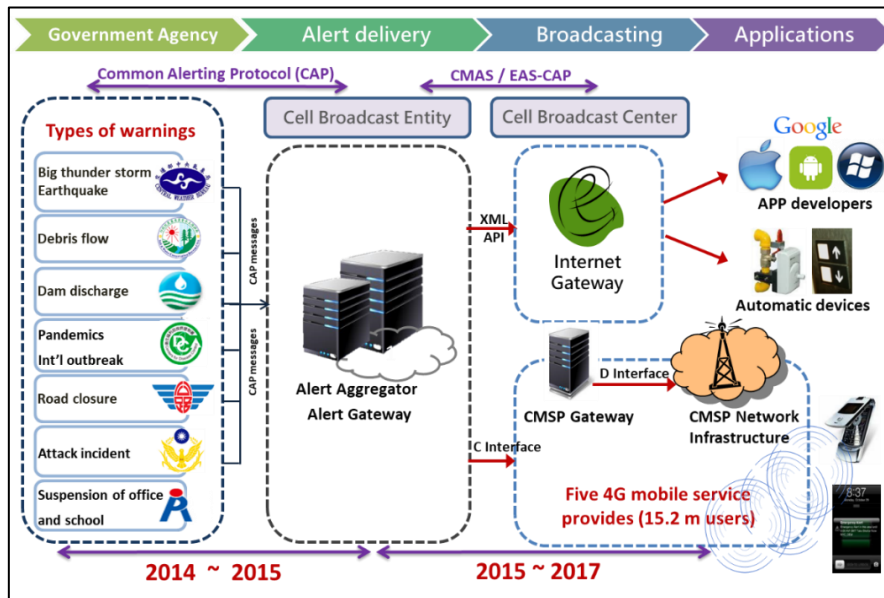 Government Agency
Alert delivery
Broadcasting
Applications
Common Alerting Protocol (CAP)
CMAS / EAS-CAP
Cell Broadcast Entity
Cell Broadcast Center
Types of warnings
Big thunder storm
Earthquake
Debris flow
Dam discharge
Pandemics
Int'l outbreak
Road closure
Attack incident
Suspension of office
and school
CAP messages
CAP messages
Alert Aggregator
Alert Gateway
XML
API
C Interface
Internet
Gateway
CMSP Gateway
D Interface
CMSP Network
Infrastructure
Five 4G mobile service
provides (15.2 m users)
Google
APP developers
Automatic devices
8:37
2014 ~ 2015
2015 ~ 2017